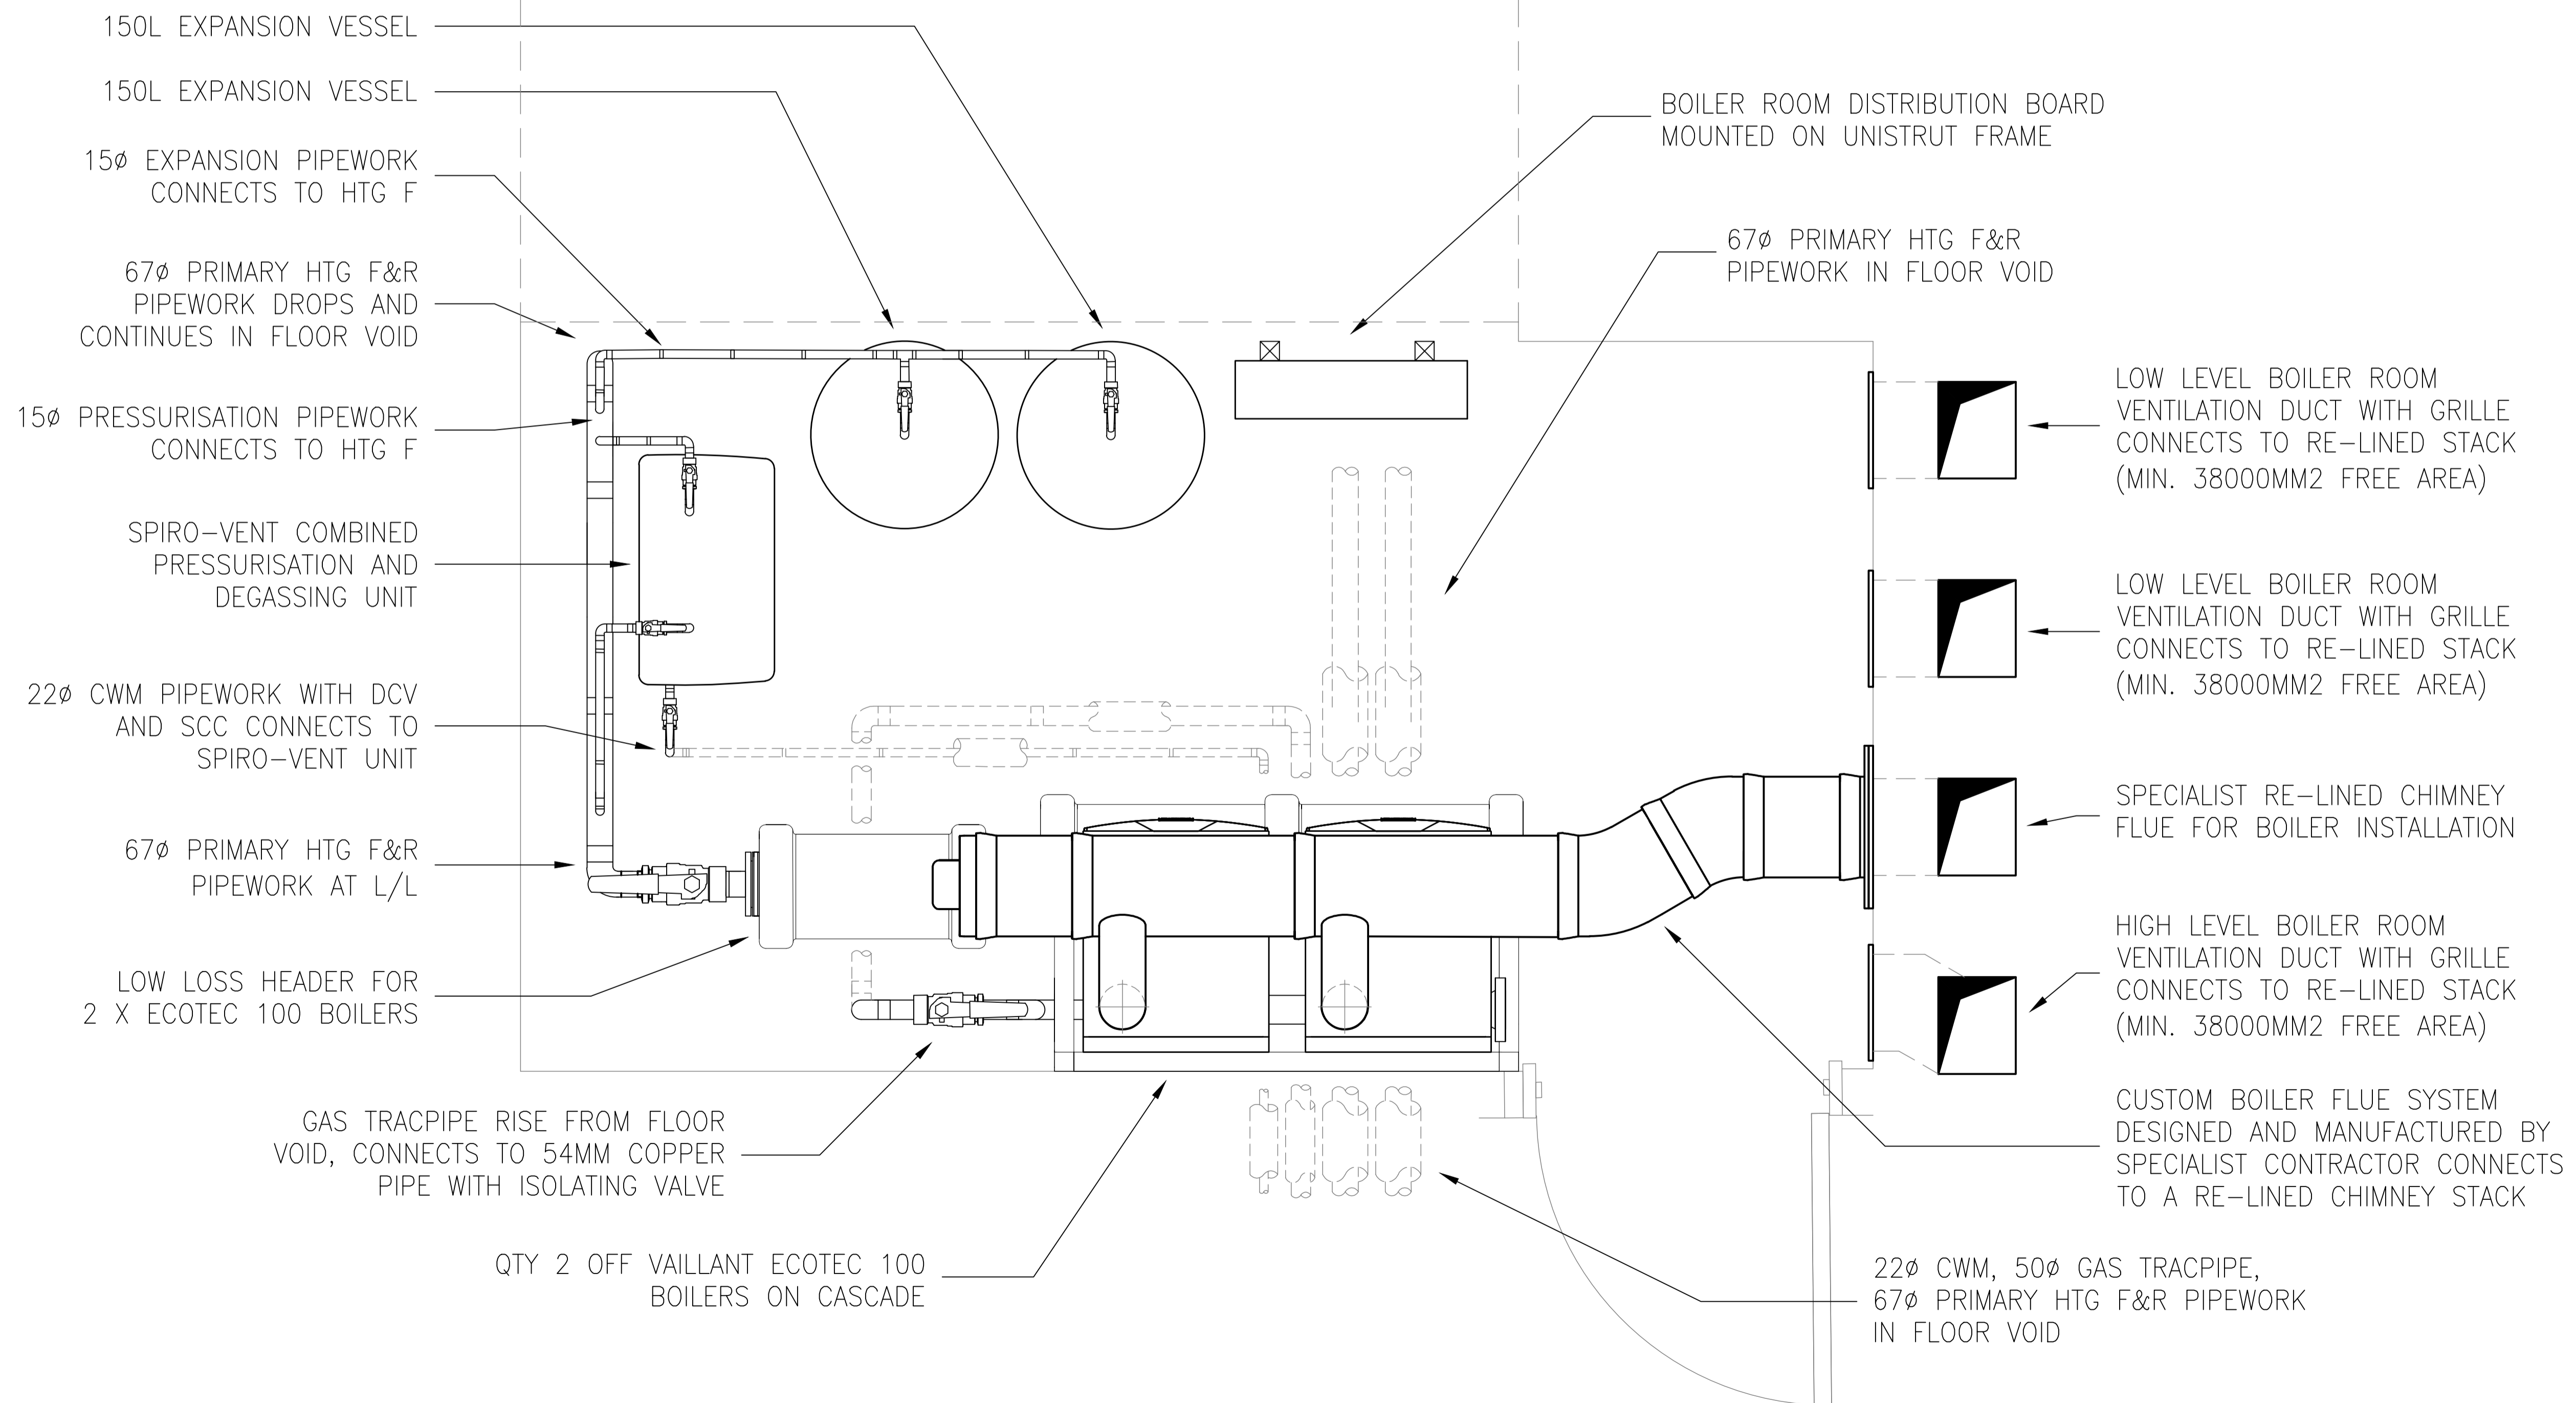 150L EXPANSION VESSEL
150L EXPANSION VESSEL
15ø EXPANSION PIPEWORK
CONNECTS TO HTG F
67ø PRIMARY HTG F&R
PIPEWORK DROPS AND
CONTINUES IN FLOOR VOID
15ø PRESSURISATION PIPEWORK
CONNECTS TO HTG F
SPIRO-VENT COMBINED
PRESSURISATION AND
DEGASSING UNIT
22ø CWM PIPEWORK WITH DCV
AND SCC CONNECTS TO
SPIRO-VENT UNIT
67ø PRIMARY HTG F&R
PIPEWORK AT L/L
LOW LOSS HEADER FOR
2 X ECOTEC 100 BOILERS
GAS TRACPIPE RISE FROM FLOOR
VOID, CONNECTS TO 54MM COPPER
PIPE WITH ISOLATING VALVE
QTY 2 OFF VAILLANT ECOTEC 100
BOILERS ON CASCADE
BOILER ROOM DISTRIBUTION BOARD
MOUNTED ON UNISTRUT FRAME
67ø PRIMARY HTG F&R
PIPEWORK IN FLOOR VOID
LOW LEVEL BOILER ROOM
VENTILATION DUCT WITH GRILLE
CONNECTS TO RE-LINED STACK
(MIN. 38000MM2 FREE AREA)
LOW LEVEL BOILER ROOM
VENTILATION DUCT WITH GRILLE
CONNECTS TO RE-LINED STACK
(MIN. 38000MM2 FREE AREA)
SPECIALIST RE-LINED CHIMNEY
FLUE FOR BOILER INSTALLATION
HIGH LEVEL BOILER ROOM
VENTILATION DUCT WITH GRILLE
CONNECTS TO RE-LINED STACK
(MIN. 38000MM2 FREE AREA)
CUSTOM BOILER FLUE SYSTEM
DESIGNED AND MANUFACTURED BY
SPECIALIST CONTRACTOR CONNECTS
TO A RE-LINED CHIMNEY STACK
22ø CWM, 50ø GAS TRACPIPE,
67ø PRIMARY HTG F&R PIPEWORK
IN FLOOR VOID